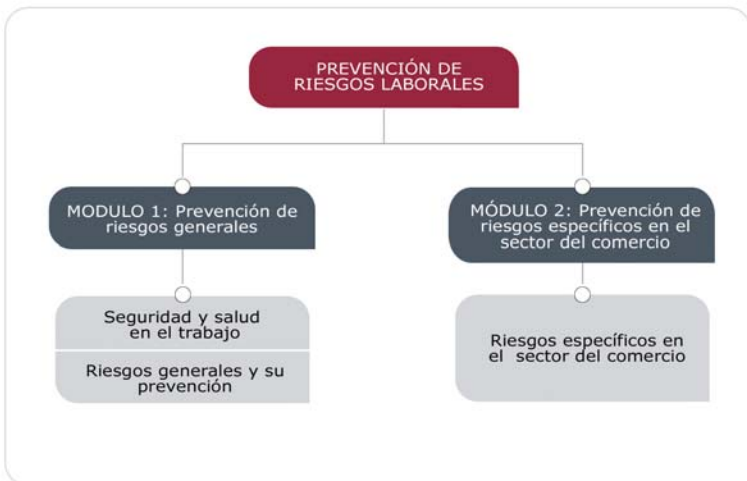 PREVENCIÓN DE
RIESGOS LABORALES
MODULO 1: Prevención de
riesgos generales
Seguridad y salud
en el trabajo
Riesgos generales y su
prevención
MÓDULO 2: Prevención de
riesgos específicos en el
sector del comercio
Riesgos específicos en
el sector del comercio